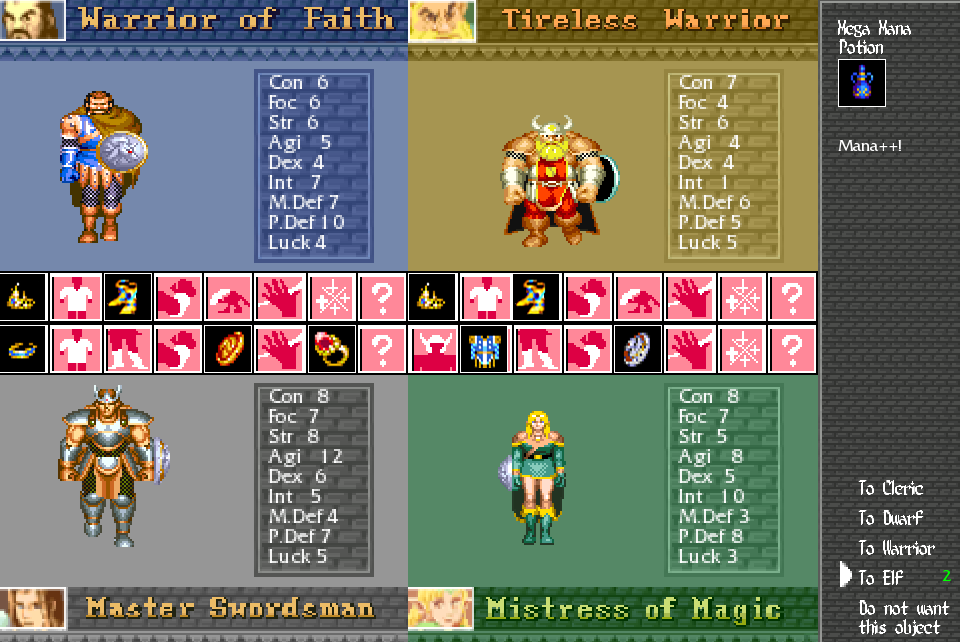 Warrior of Faith
Con 6
Foc 6
Str 6
Agi 5
Dex 4
Int 7
M.Def 7
P.Def 10
Luck 4
Tireless Warrior
Con 7
Foc 4
Str 6
Agi 4
Dex 4
Int 1
M.Def 6
P.Def 5
Luck 5
? ?
? ?
Con 8
Foc 7
Str 8
Agi 12
Dex 6
Int 5
M.Def 4
P.Def 7
Luck 5
Master Swordsman
Con 8
Foc 7
Str 5
Agi 8
Dex 5
Int 10
M.Def 3
P.Def 8
Luck 3
Mistress of Magic
Mega Mana
Potion
Mana++!
To Cleric
To Dwarf
To Warrior
To Elf 2
Do not want
this object